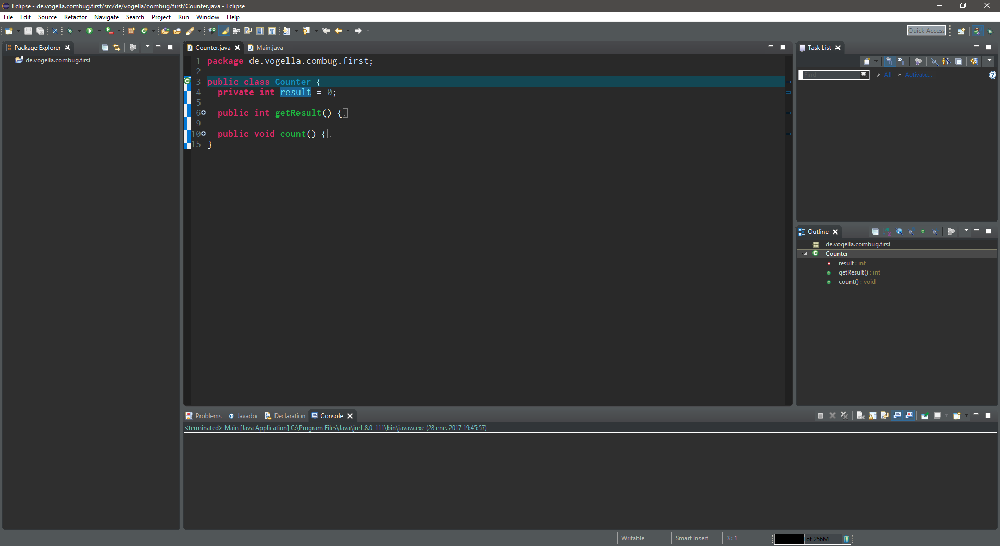 Eclipse - de.vogella.combug.first/src/de/vogella/combug/first/Counter.java - Eclipse
File Edit Source Refactor Navigate Search Project Run Window Help
Quick Access
Package Explorer
de.vogella.combug.first
Counter.java Main.java
1 package de.vogella.combug.first;
2
3 public class Counter {
4 private int result = 0;
5
6 public int getResult() {
9
10 public void count() {
15 }
Task List
Find All Activate...
Outline
de.vogella.combug.first
Counter
result : int
getResult() : int
count() : void
Problems Javadoc Declaration Console
<terminated> Main [Java Application] C:\Program Files\Java\jre1.8.0_111\bin\javaw.exe (28 ene. 2017 19:45:57)
Writable Smart Insert 3 : 1 of 256M